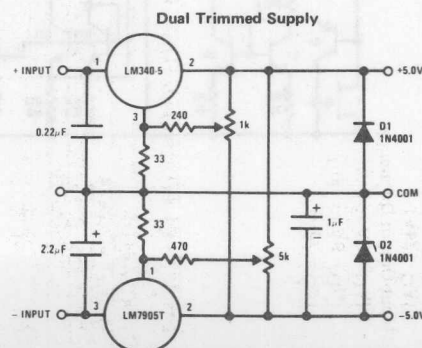 Dual Trimmed Supply
+ INPUT
1
LM340-5
2
+5.0V
3
240
1k
D1
1N4001
0.22μF
33
COM
33
+
1μF
−
+
2.2μF
470
5k
D2
1N4001
1
− INPUT
3
LM7905T
2
−5.0V